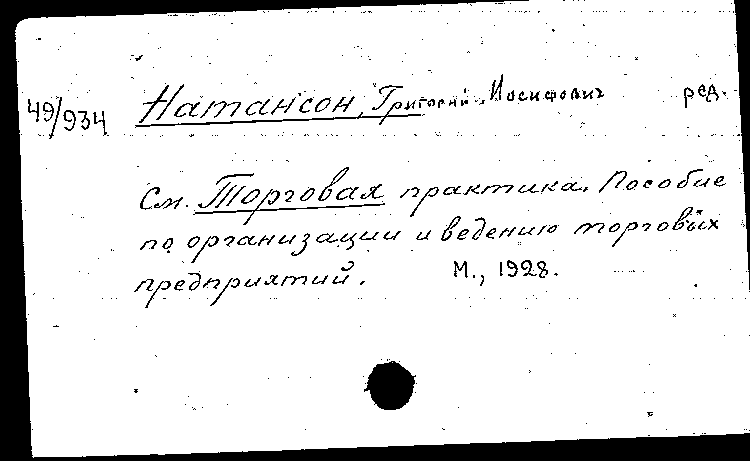 49/934 Натансон, Григорий Иосифович ред.
См. Торговая практика. Пособие
по организации и ведению торговых
предприятий. М., 1928.